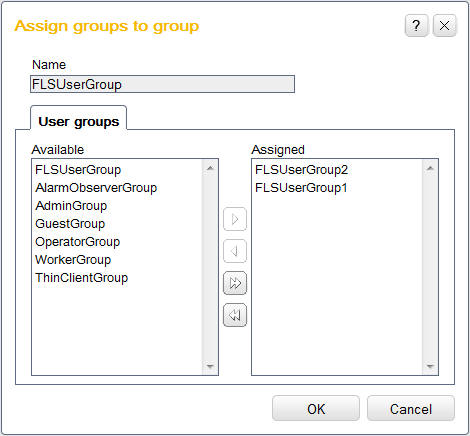 Assign groups to group
?
Name
FLSUserGroup
User groups
Available
Assigned
FLSUserGroup
AlarmObserverGroup
AdminGroup
GuestGroup
OperatorGroup
WorkerGroup
ThinClientGroup
FLSUserGroup2
FLSUserGroup1
OK
Cancel